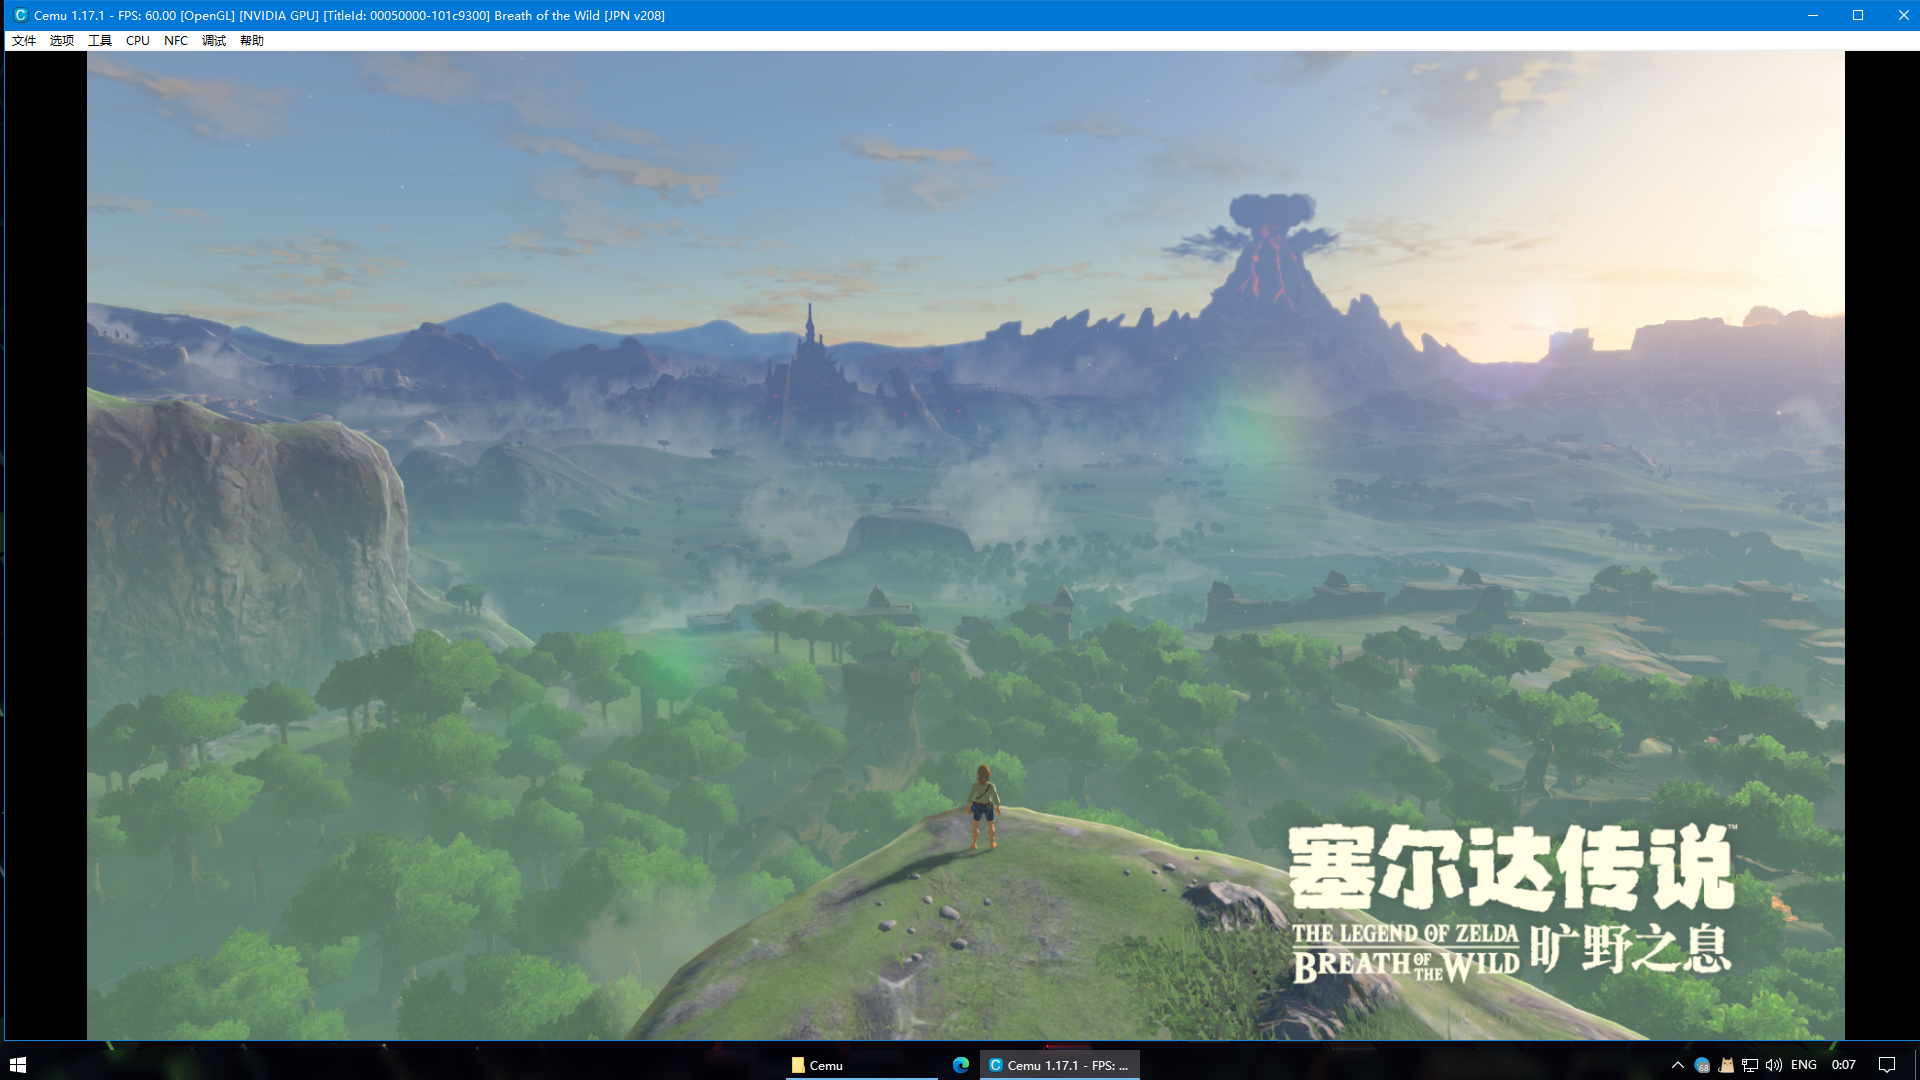 Cemu 1.17.1 - FPS: 60.00 [OpenGL] [NVIDIA GPU] [TitleId: 00050000-101c9300] Breath of the Wild [JPN v208]
文件 选项 工具 CPU NFC 调试 帮助
塞尔达传说™
THE LEGEND OF ZELDA
BREATH OF THE WILD
旷野之息
Cemu
Cemu 1.17.1 - FPS: ...
68
ENG
0:07